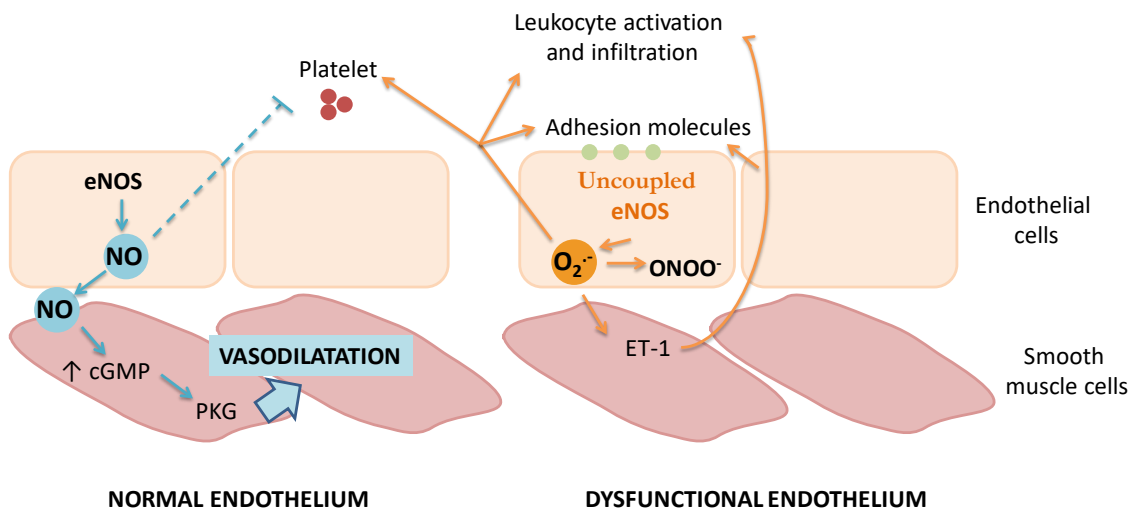 Leukocyte activation
and infiltration
Platelet
Adhesion molecules
eNOS
Uncoupled
eNOS
Endothelial
cells
NO
O₂·⁻
ONOO⁻
NO
VASODILATATION
ET-1
↑ cGMP
Smooth
muscle cells
PKG
NORMAL ENDOTHELIUM
DYSFUNCTIONAL ENDOTHELIUM